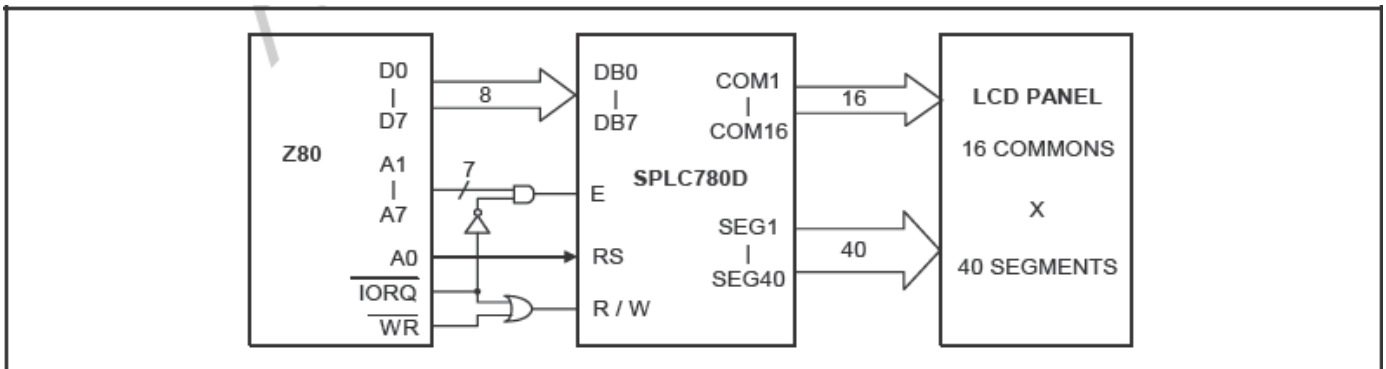 Z80
D0
|
D7
A1
|
A7
A0
IORQ
WR
8
7
DB0
|
DB7
SPLC780D
E
RS
R / W
COM1
|
COM16
SEG1
|
SEG40
16
40
LCD PANEL
16 COMMONS
X
40 SEGMENTS